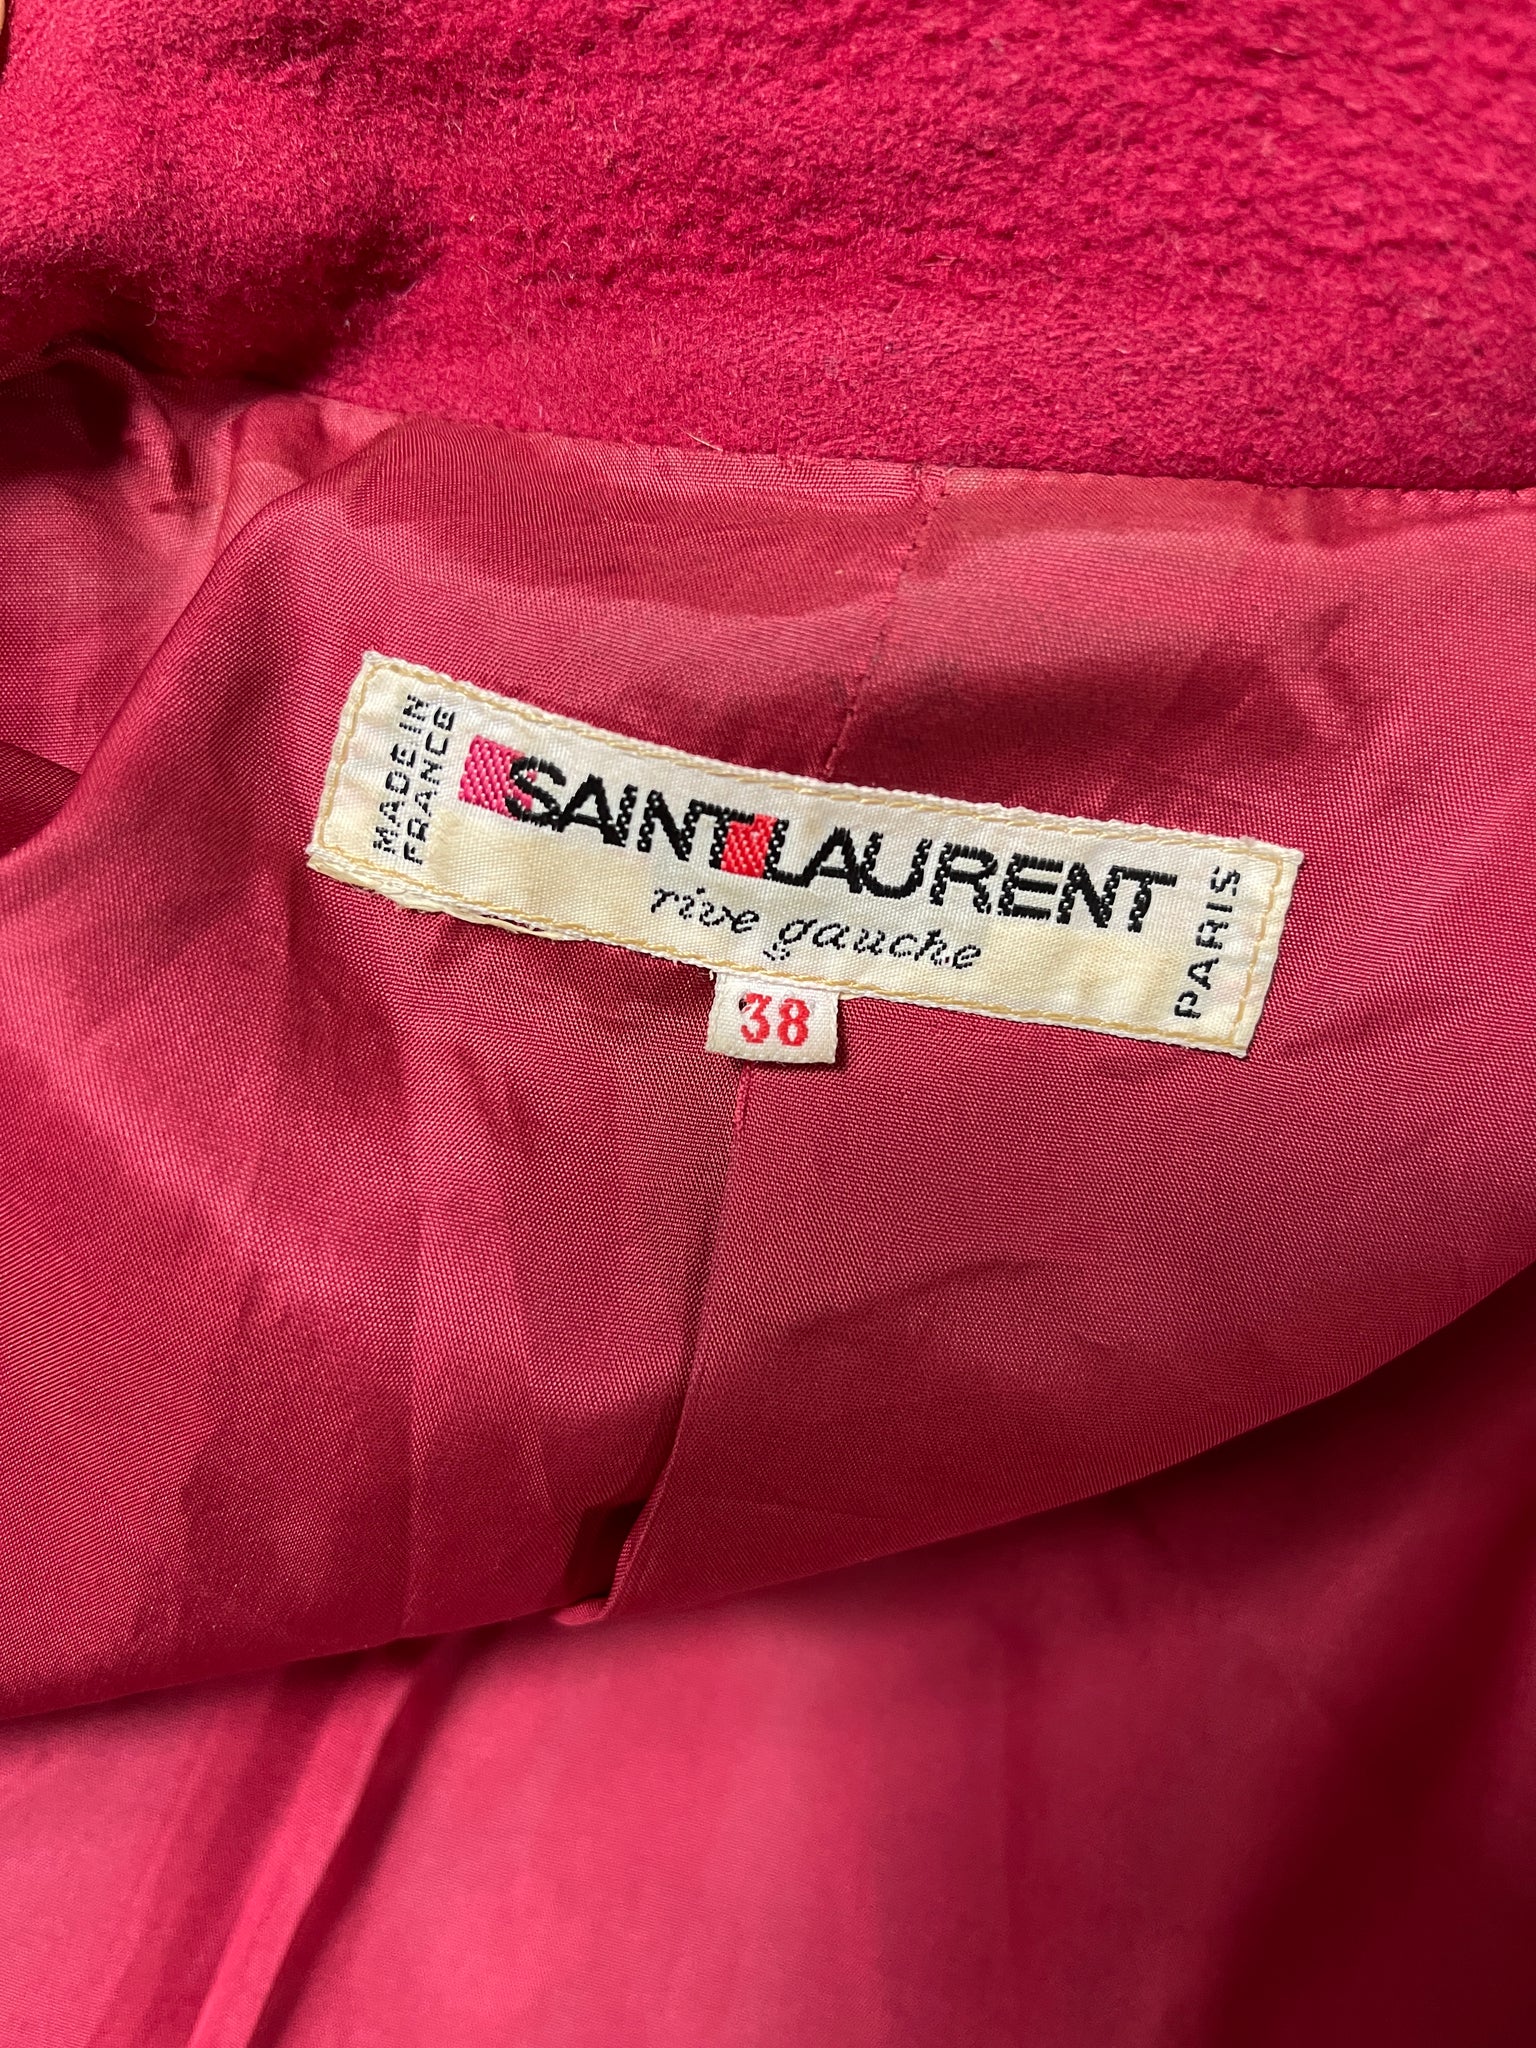 MADE IN
FRANCE
SAINT LAURENT
rive gauche
PARIS
38